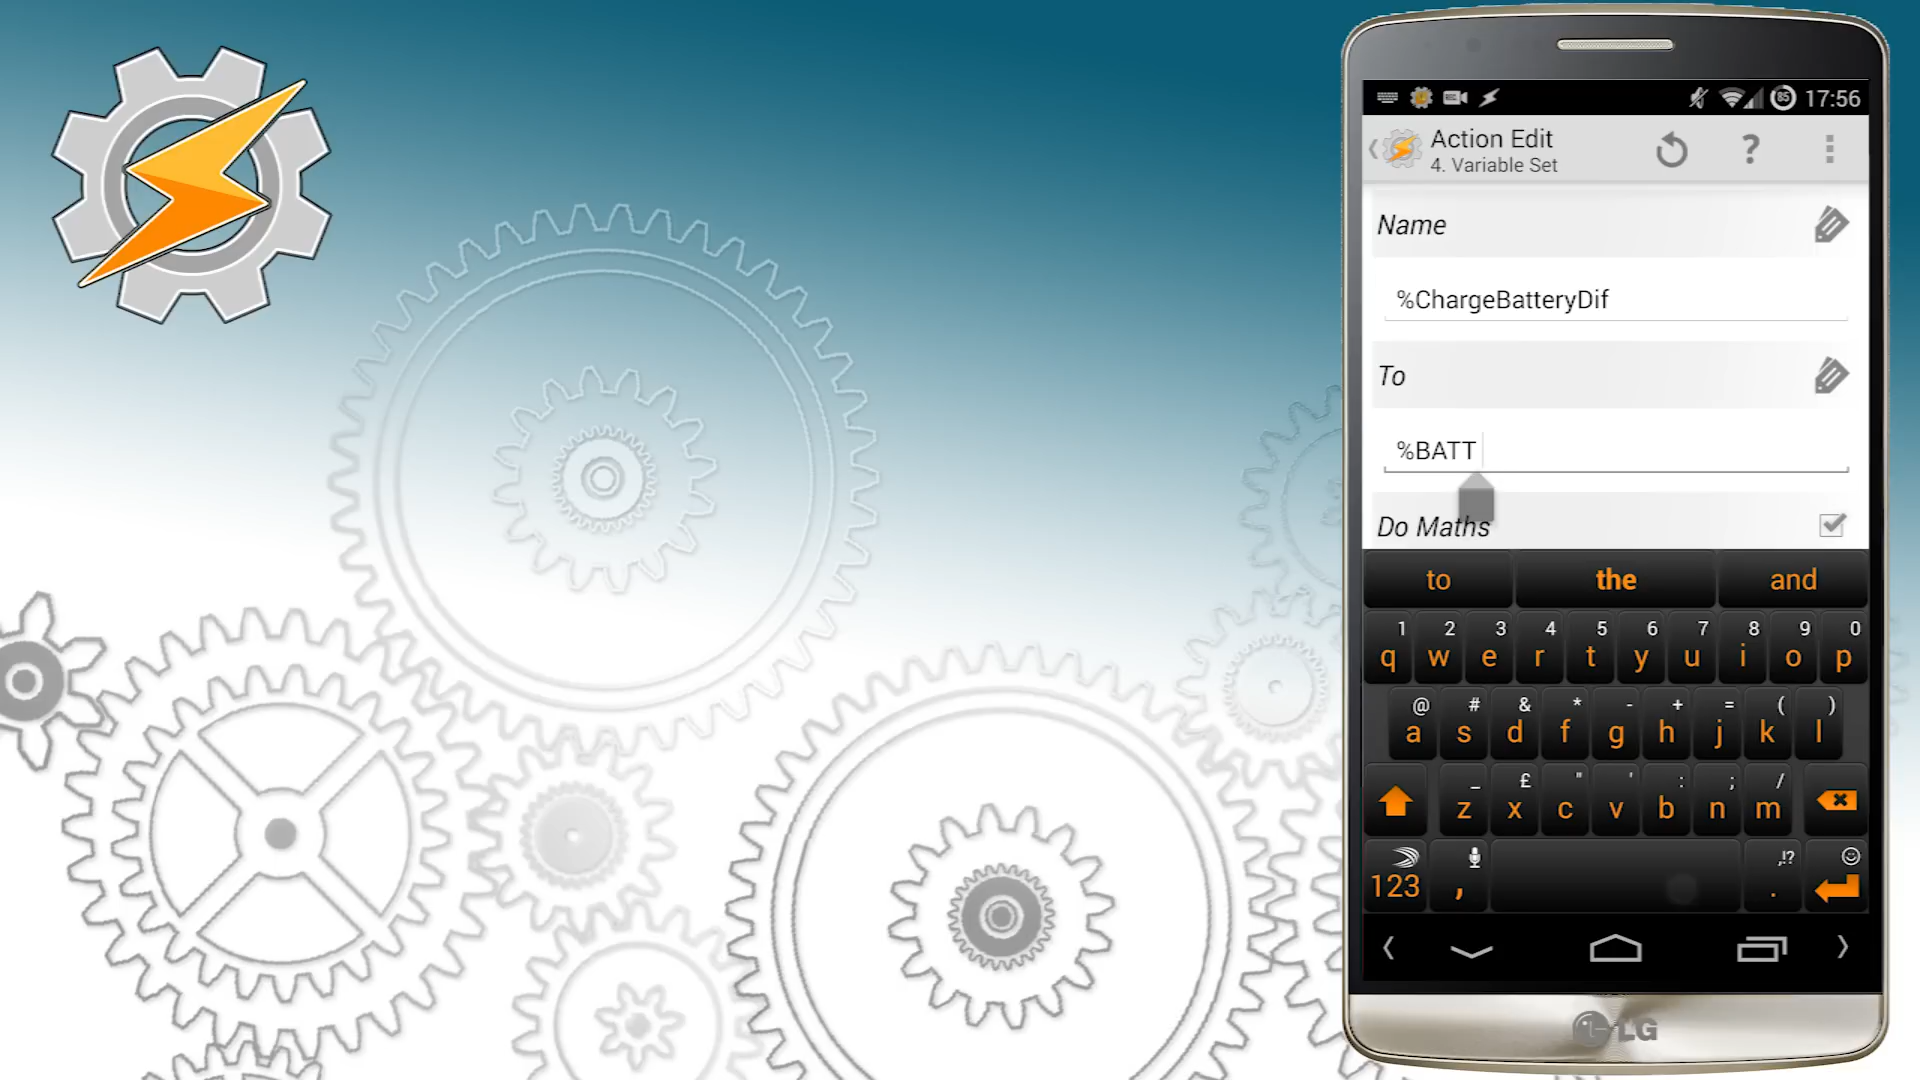 85 17:56
Action Edit
4. Variable Set
?
Name
%ChargeBatteryDif
To
%BATT
Do Maths
to the and
1 2 3 4 5 6 7 8 9 0
q w e r t y u i o p
@ # & * - + = ( )
a s d f g h j k l
_ £ " ' : ; /
z x c v b n m
,!?
123 , .
LG